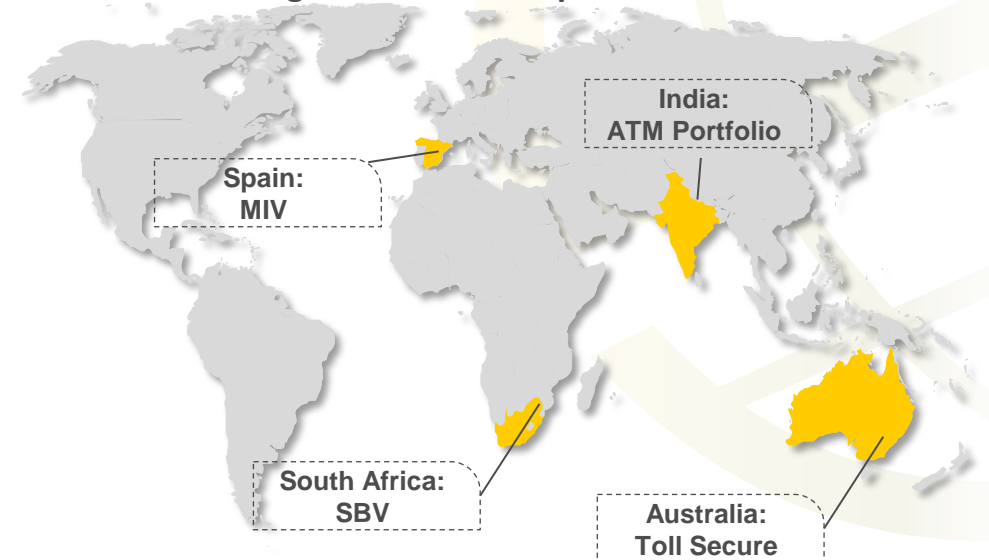 India:
ATM Portfolio
Spain:
MIV
South Africa:
SBV
Australia:
Toll Secure